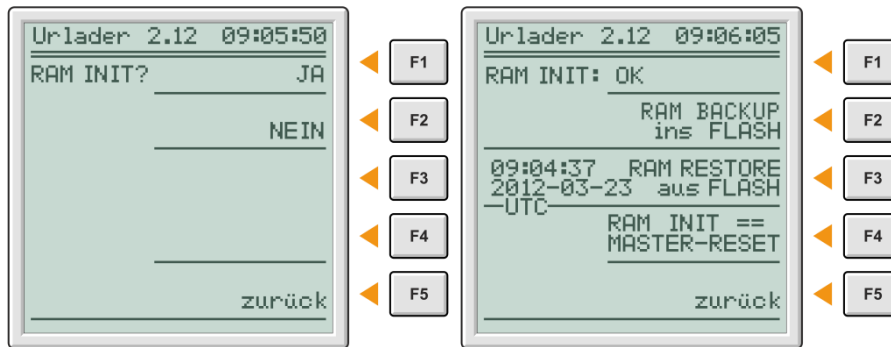 Urlader 2.12 09:05:50
RAM INIT? JA
NEIN
zurück
F1
F2
F3
F4
F5
Urlader 2.12 09:06:05
RAM INIT: OK
RAM BACKUP
ins FLASH
09:04:37 RAM RESTORE
2012-03-23 aus FLASH
UTC
RAM INIT ==
MASTER-RESET
zurück
F1
F2
F3
F4
F5